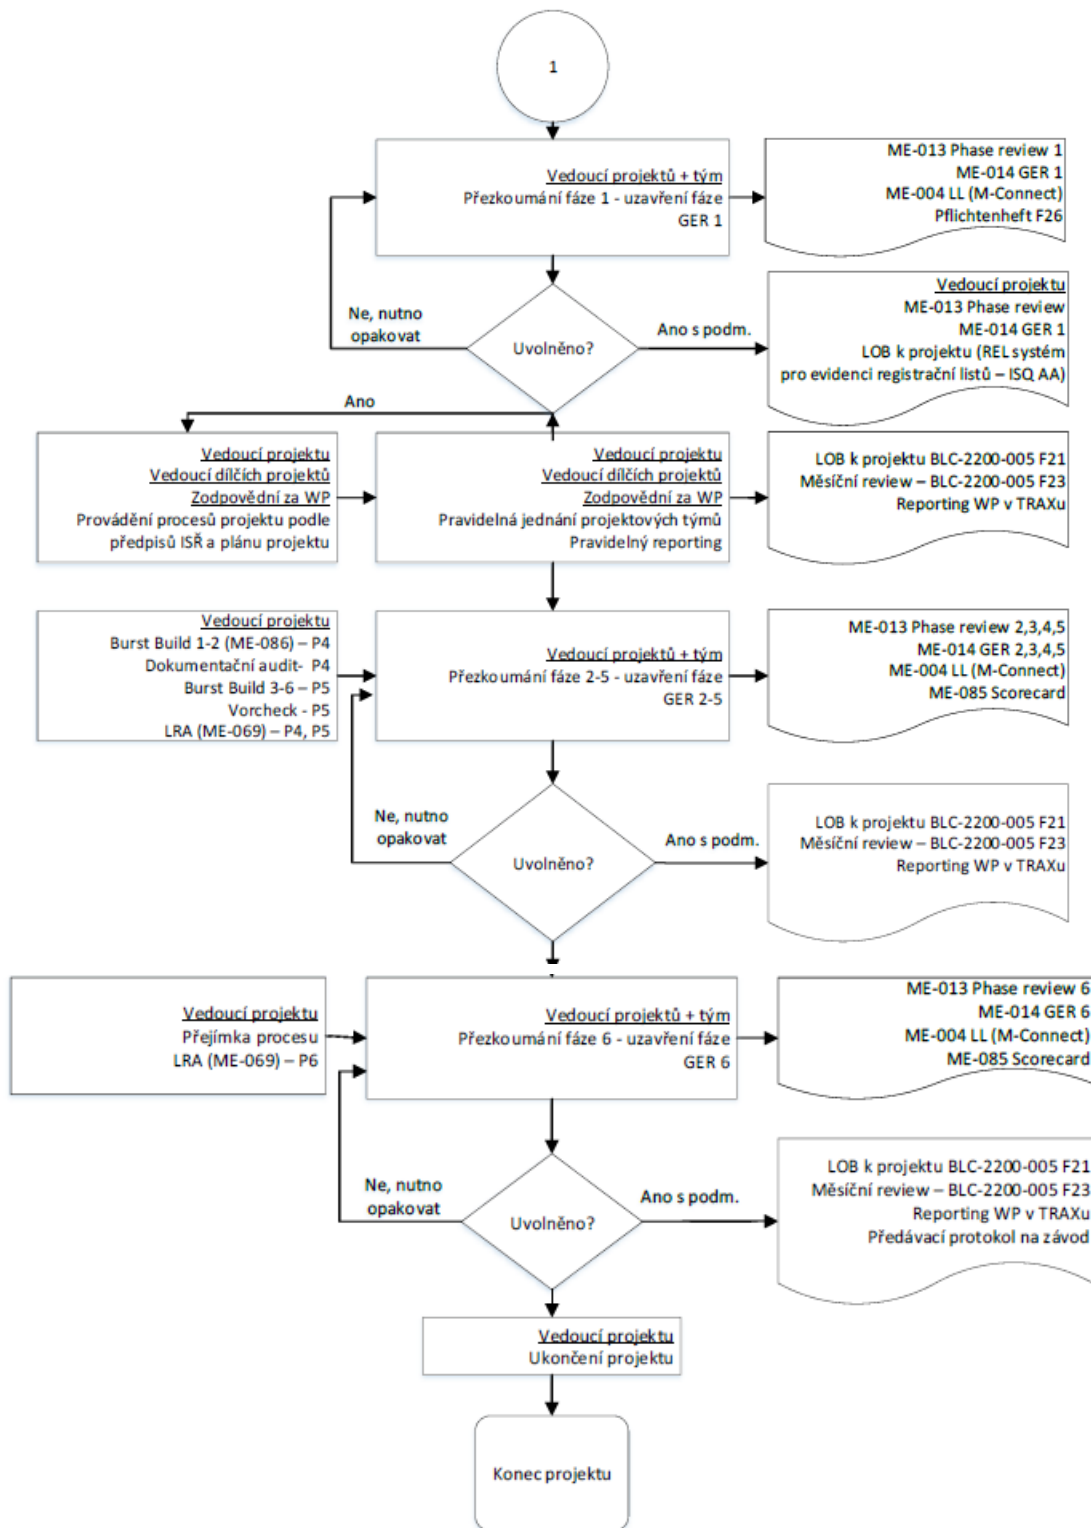 1
Vedoucí projektů + tým
Přezkoumání fáze 1 - uzavření fáze
GER 1
ME-013 Phase review 1
ME-014 GER 1
ME-004 LL (M-Connect)
Pflichtenheft F26
Ne, nutno
opakovat
Uvolněno?
Ano s podm.
Vedoucí projektu
ME-013 Phase review
ME-014 GER 1
LOB k projektu (REL systém
pro evidenci registrační listů – ISQ AA)
Ano
Vedoucí projektu
Vedoucí dílčích projektů
Zodpovědní za WP
Provádění procesů projektu podle
předpisů ISŘ a plánu projektu
Vedoucí projektu
Vedoucí dílčích projektů
Zodpovědní za WP
Pravidelná jednání projektových týmů
Pravidelný reporting
LOB k projektu BLC-2200-005 F21
Měsíční review – BLC-2200-005 F23
Reporting WP v TRAXu
Vedoucí projektu
Burst Build 1-2 (ME-086) – P4
Dokumentační audit- P4
Burst Build 3-6 – P5
Vorcheck - P5
LRA (ME-069) – P4, P5
Vedoucí projektů + tým
Přezkoumání fáze 2-5 - uzavření fáze
GER 2-5
ME-013 Phase review 2,3,4,5
ME-014 GER 2,3,4,5
ME-004 LL (M-Connect)
ME-085 Scorecard
Ne, nutno
opakovat
Uvolněno?
Ano s podm.
LOB k projektu BLC-2200-005 F21
Měsíční review – BLC-2200-005 F23
Reporting WP v TRAXu
Vedoucí projektu
Přejímka procesu
LRA (ME-069) – P6
Vedoucí projektů + tým
Přezkoumání fáze 6 - uzavření fáze
GER 6
ME-013 Phase review 6
ME-014 GER 6
ME-004 LL (M-Connect)
ME-085 Scorecard
Ne, nutno
opakovat
Uvolněno?
Ano s podm.
LOB k projektu BLC-2200-005 F21
Měsíční review – BLC-2200-005 F23
Reporting WP v TRAXu
Předávací protokol na závod
Vedoucí projektu
Ukončení projektu
Konec projektu